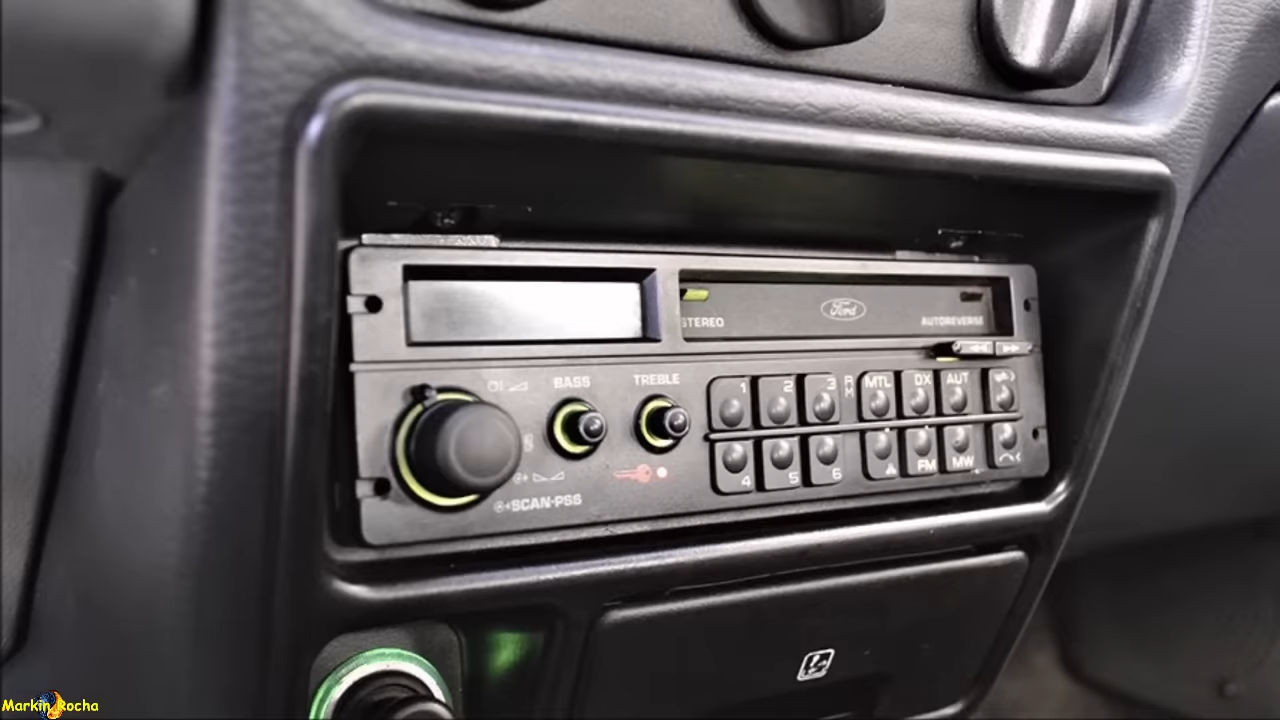 Ford
STEREO
AUTOREVERSE
BASS
TREBLE
1
2
3
AM
MTL
DX
AUT
4
5
6
FM
MW
SCAN-PSS
Markin Rocha